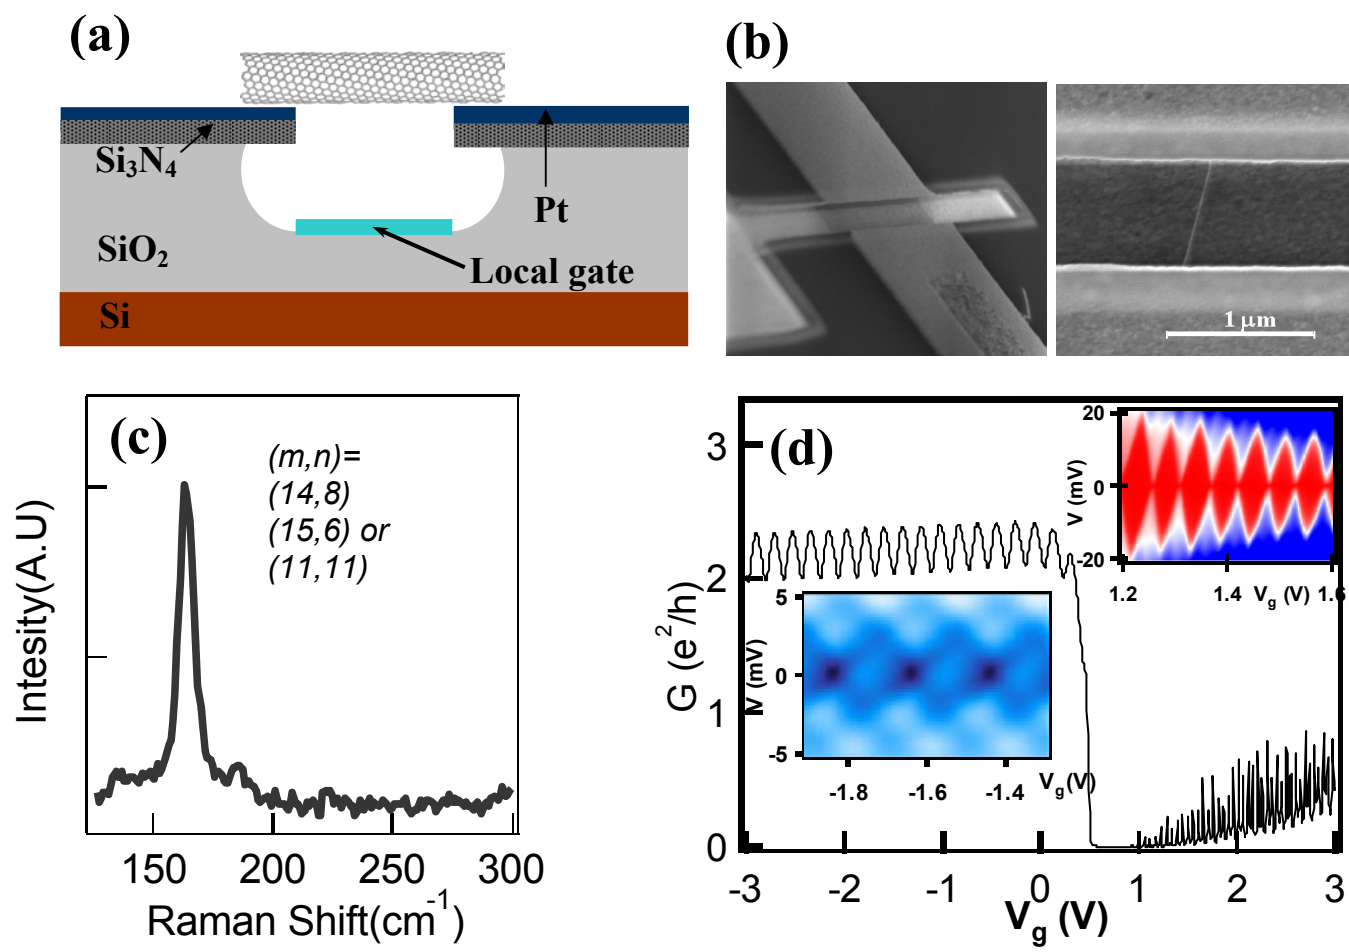 (a)
Si3N4
Pt
SiO2
Local gate
Si
(b)
1 μm
(c)
(m,n)=
(14,8)
(15,6) or
(11,11)
Intesity(A.U)
150 200 250 300
Raman Shift(cm-1)
(d)
G (e2/h)
3
2
1
0
-3 -2 -1 0 1 2 3
Vg (V)
V (mV)
20
0
-20
1.2 1.4 1.6
Vg (V)
V (mV)
5
0
-5
-1.8 -1.6 -1.4
Vg(V)